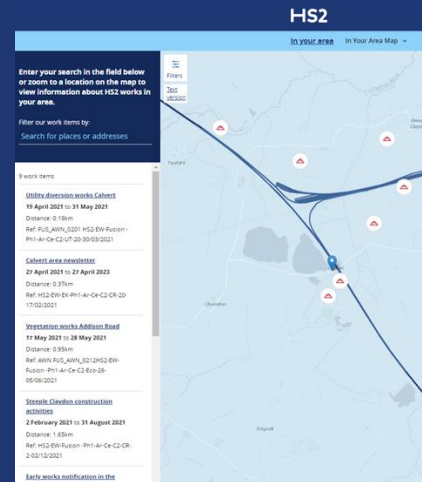 HS2
In your area In Your Area Map
Enter your search in the field below
or zoom to a location on the map to
view information about HS2 works in
your area.
Filter our work items by:
Search for places or addresses
Filters
Text
version
9 work items
Utility diversion works Calvert
19 April 2021 to 31 May 2021
Distance: 0.19km
Ref: FUS_AWN_0201 HS2-EW-Fusion -
Ph1-Ar-Ce-C2-UT-20-30/03/2021
Calvert area newsletter
27 April 2021 to 27 April 2023
Distance: 0.37km
Ref: HS2-EW-EK-Ph1-Ar-Ce-C2-CR-20-
17/02/2021
Vegetation works Addison Road
17 May 2021 to 28 May 2021
Distance: 0.95km
Ref: AWN FUS_AWN_0212HS2-EW-
Fusion -Ph1-Ar-Ce-C2-Eco-26-
05/06/2021
Steeple Claydon construction
activities
2 February 2021 to 31 August 2021
Distance: 1.65km
Ref: HS2-EW-Fusion -Ph1-Ar-Ce-C2-CR-
2-02/12/2021
Early works notification in the
Twyford
Charndon
Edgcott